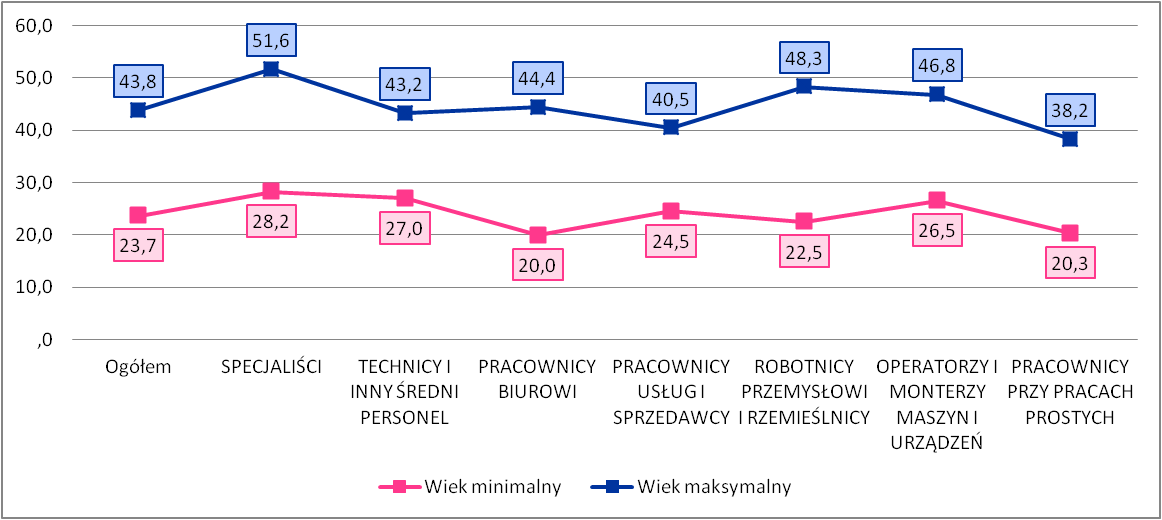 60,0
50,0
40,0
30,0
20,0
10,0
,0
43,8
51,6
43,2
44,4
40,5
48,3
46,8
38,2
23,7
28,2
27,0
20,0
24,5
22,5
26,5
20,3
Ogółem
SPECJALIŚCI
TECHNICY I
INNY ŚREDNI
PERSONEL
PRACOWNICY
BIUROWI
PRACOWNICY
USŁUG I
SPRZEDAWCY
ROBOTNICY
PRZEMYSŁOWI
I RZEMIEŚLNICY
OPERATORZY I
MONTERZY
MASZYN I
URZĄDZEŃ
PRACOWNICY
PRZY PRACACH
PROSTYCH
Wiek minimalny
Wiek maksymalny